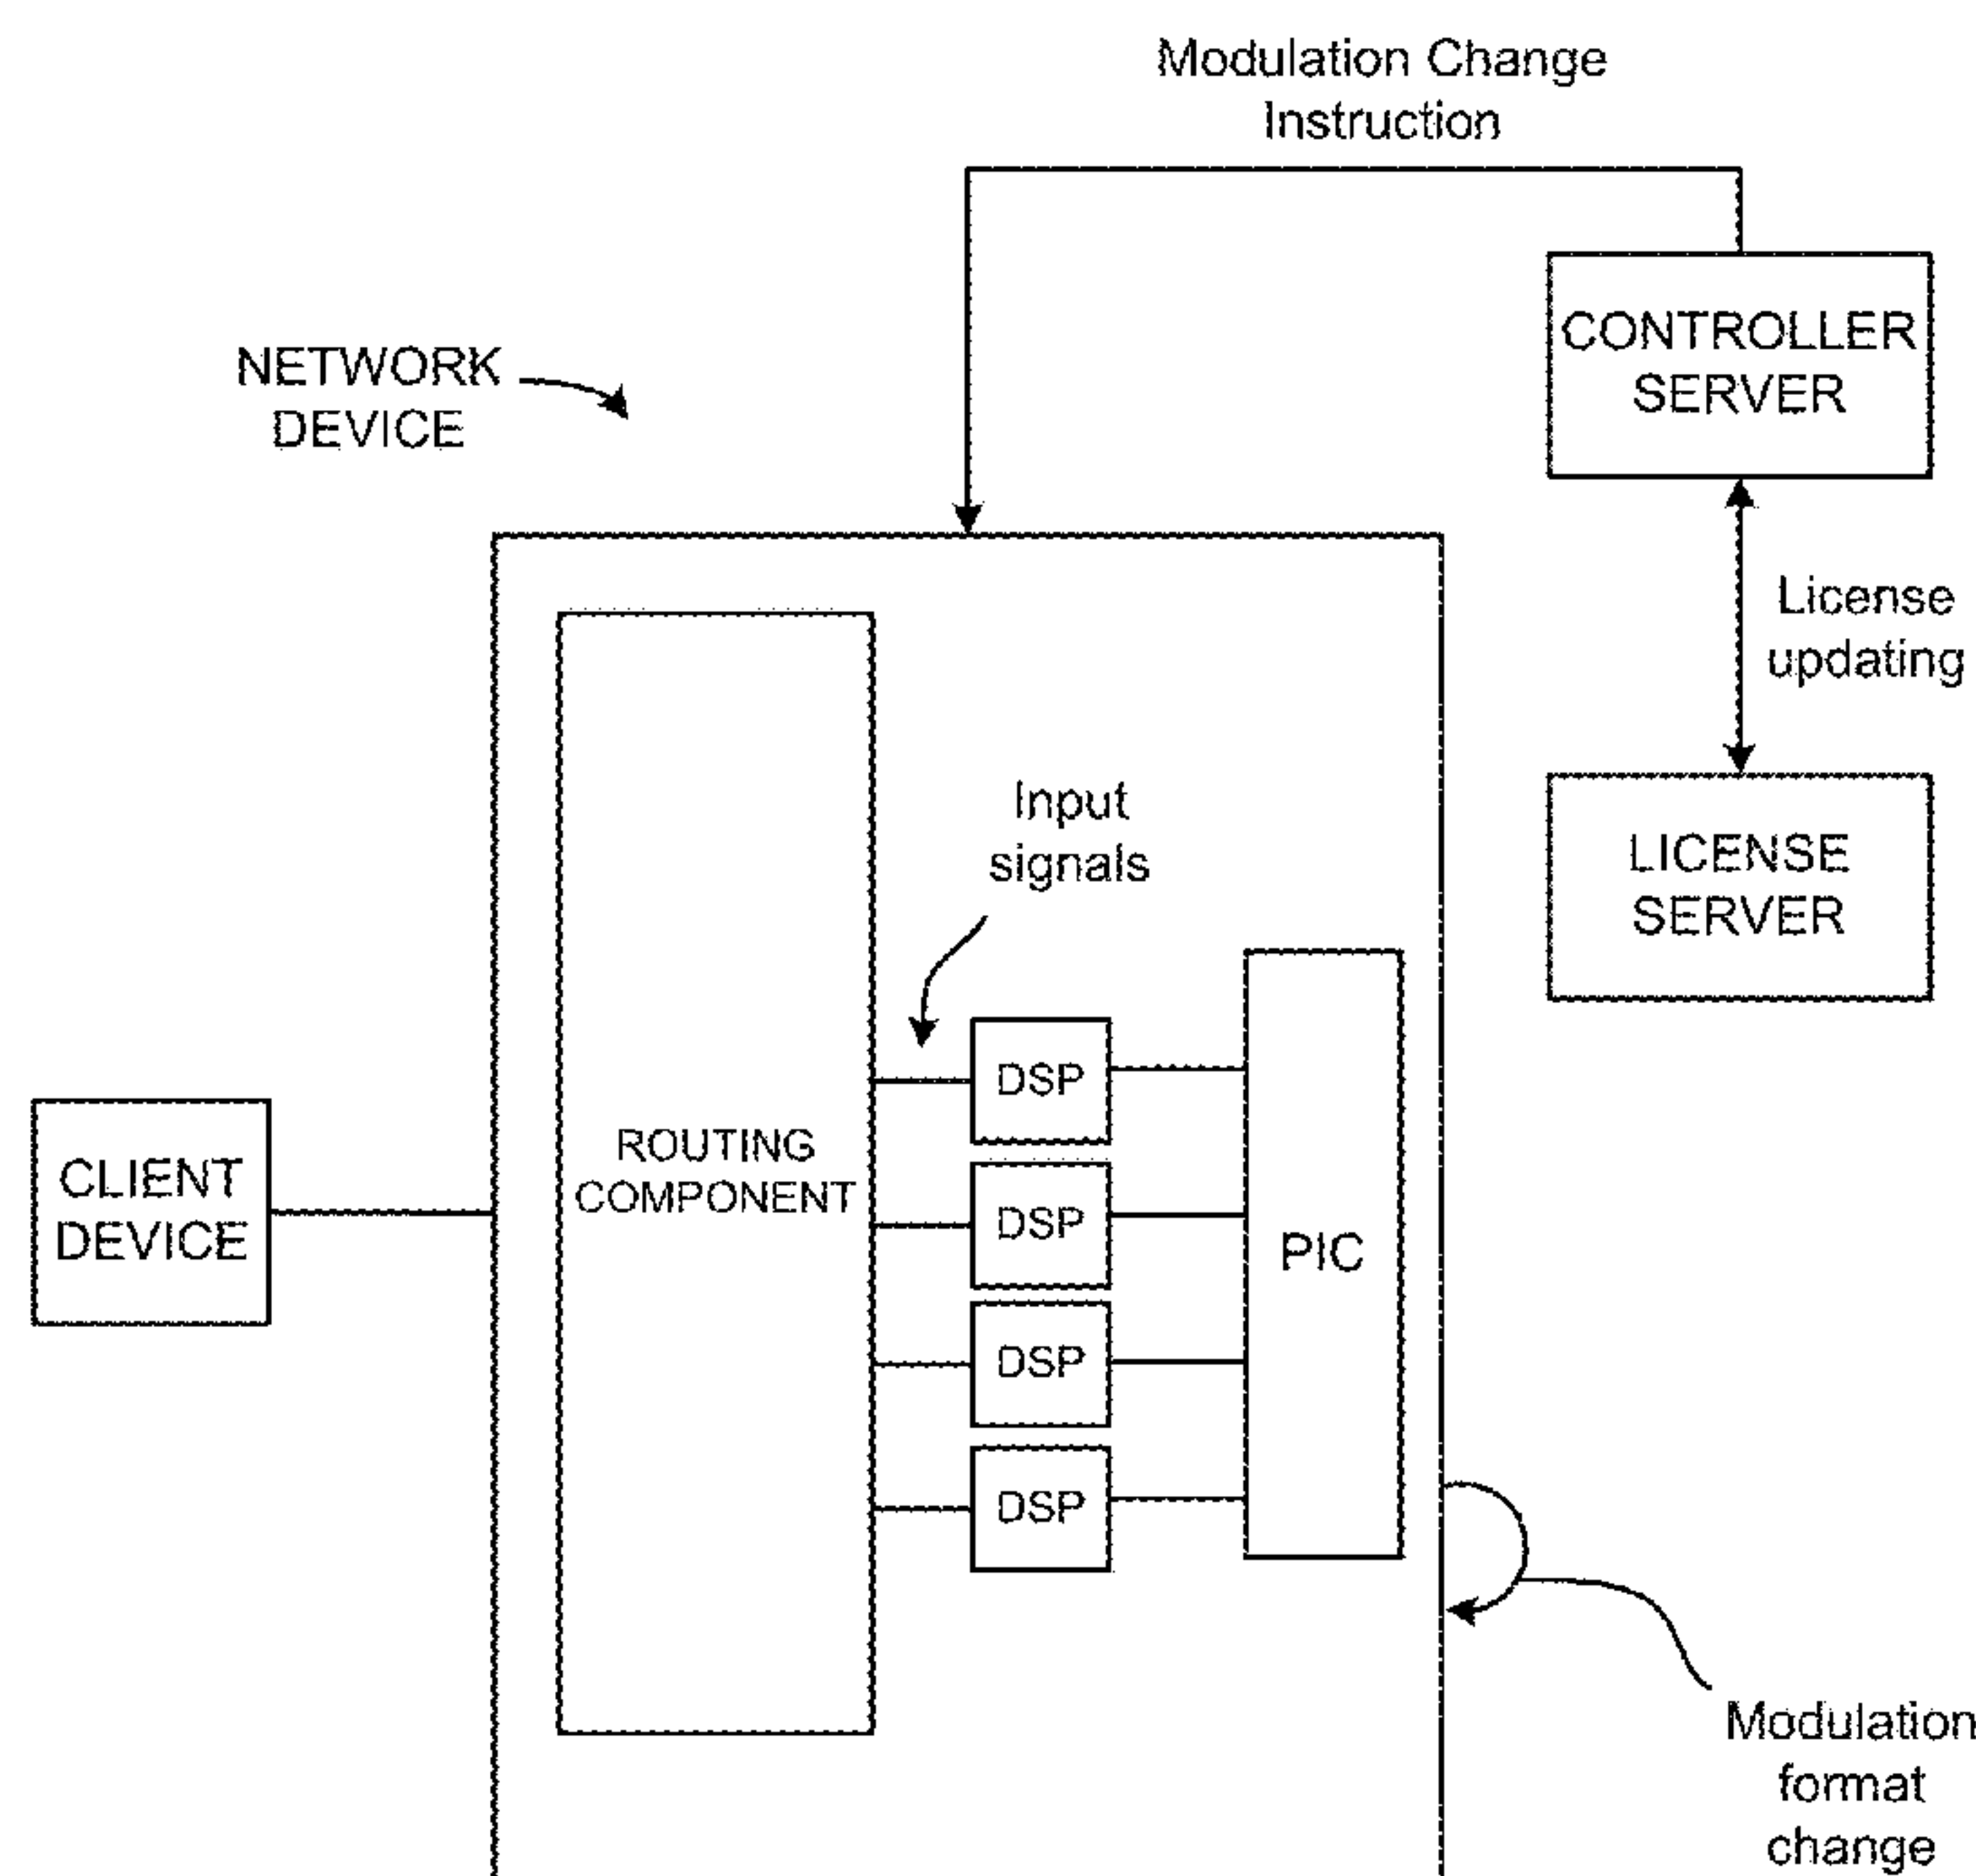 Modulation Change
Instruction
CONTROLLER
SERVER
NETWORK
DEVICE
License
updating
Input
signals
LICENSE
SERVER
DSP
ROUTING
COMPONENT
CLIENT
DEVICE
DSP
PIC
DSP
DSP
Modulation
format
change